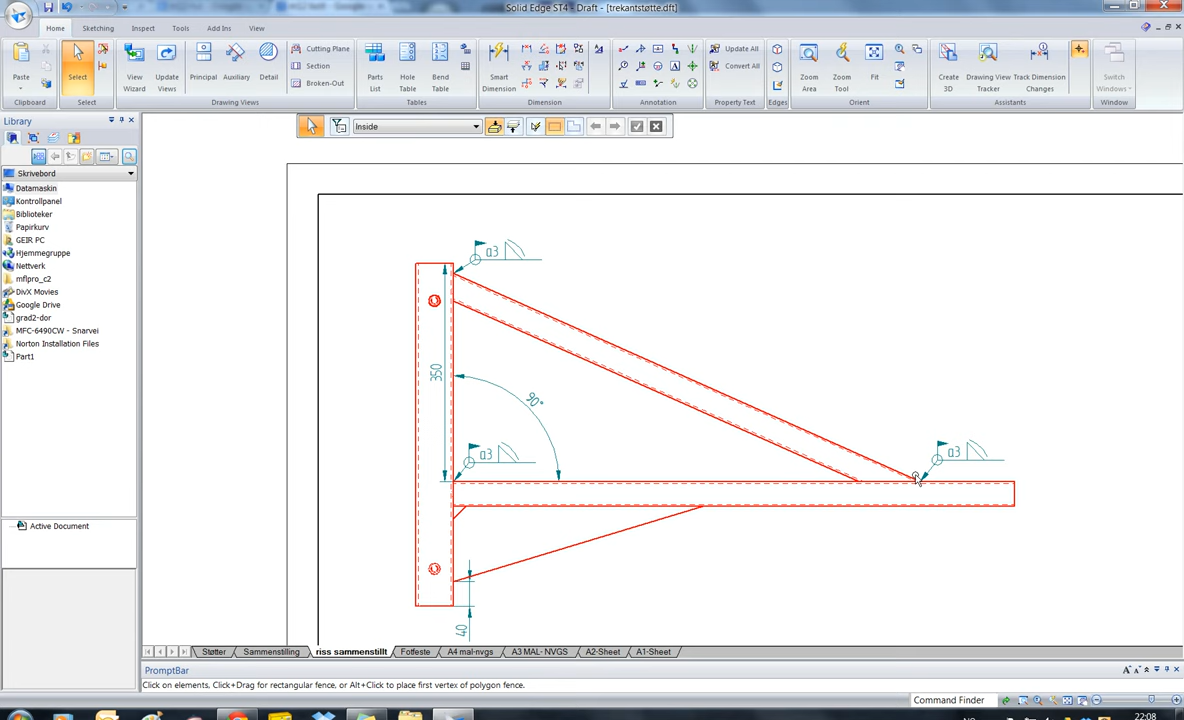 Solid Edge ST4 - Draft - [trekantstøtte.dft]
Home Sketching Inspect Tools Add Ins View
Paste
Clipboard
Select
Select
View Wizard
Update Views
Principal
Auxiliary
Detail
Cutting Plane
Section
Broken-Out
Drawing Views
Parts List
Hole Table
Bend Table
Tables
Smart Dimension
Dimension
Annotation
Update All
Convert All
Property Text
Edges
Zoom Area
Zoom Tool
Fit
Orient
Create 3D
Drawing View Tracker
Track Dimension Changes
Assistants
Switch Windows
Window
Library
Inside
Skrivebord
Datamaskin
Kontrollpanel
Biblioteker
Papirkurv
GEIR PC
Hjemmegruppe
Nettverk
mflpro_c2
DivX Movies
Google Drive
grad2-dor
MFC-6490CW - Snarvei
Norton Installation Files
Part1
Active Document
a3
350
90°
a3
a3
40
Støtter Sammenstilling riss sammenstillt Fotfeste A4 mal-nvgs A3 MAL- NVGS A2-Sheet A1-Sheet
PromptBar
Click on elements, Click+Drag for rectangular fence, or Alt+Click to place first vertex of polygon fence.
Command Finder
22:08